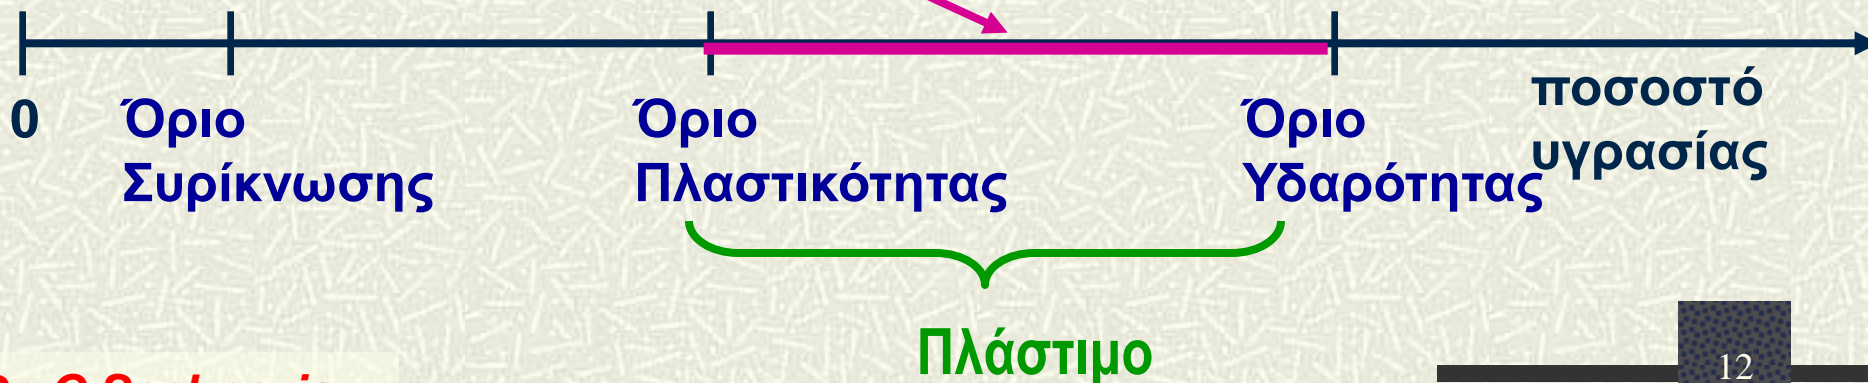 0
Όριο
Συρίκνωσης
Όριο
Πλαστικότητας
Όριο
Υδαρότητας
ποσοστό
υγρασίας
Πλάστιμο
12